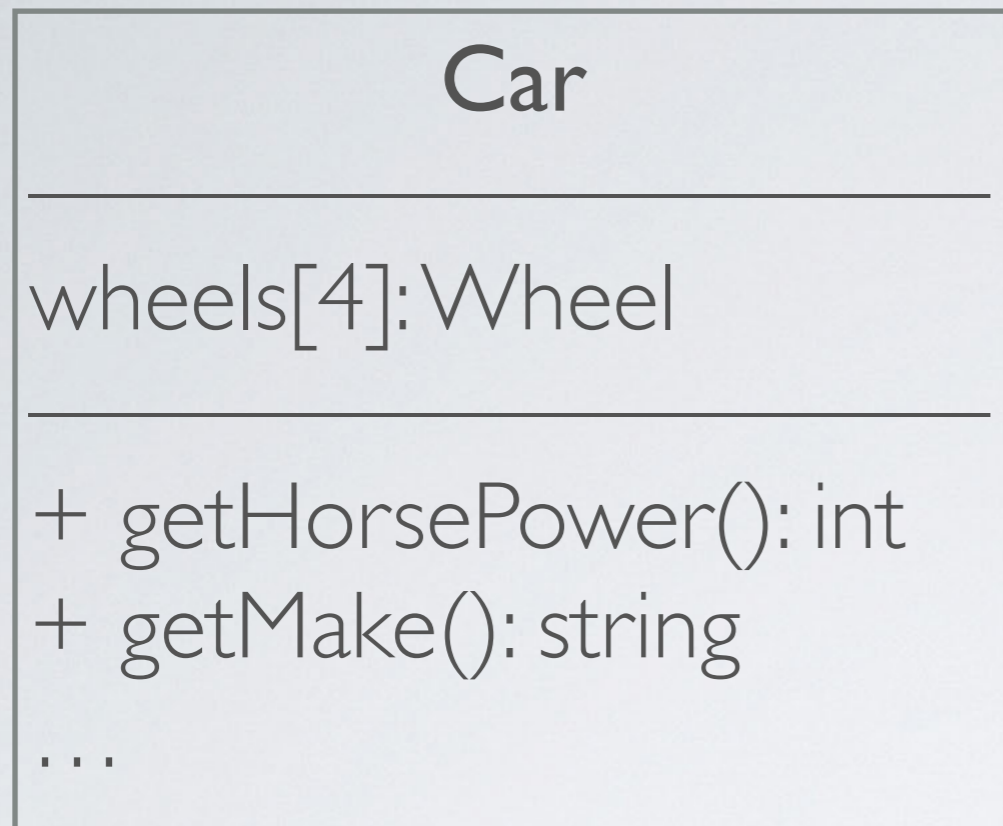 Car
wheels[4]: Wheel
+ getHorsePower(): int
+ getMake(): string
...